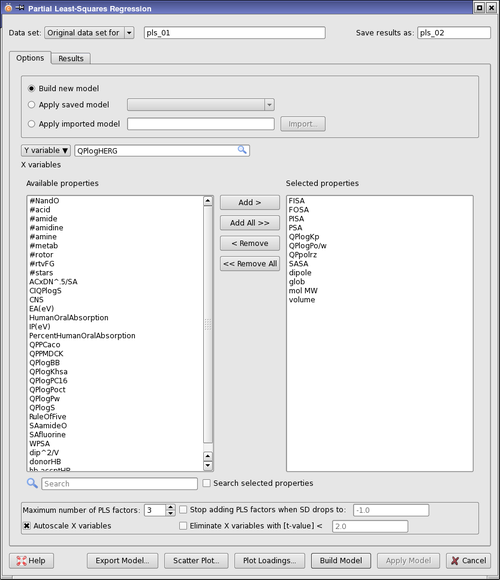 Partial Least-Squares Regression
Data set: Original data set for pls_01 Save results as: pls_02
Options Results
Build new model
Apply saved model
Apply imported model Import...
Y variable QPlogHERG
X variables
Available properties
#NandO
#acid
#amide
#amidine
#amine
#metab
#rotor
#rtvFG
#stars
ACxDN^.5/SA
CIQPlogS
CNS
EA(eV)
HumanOralAbsorption
IP(eV)
PercentHumanOralAbsorption
QPPCaco
QPPMDCK
QPlogBB
QPlogKhsa
QPlogPC16
QPlogPoct
QPlogPw
QPlogS
RuleOfFive
SAamideO
SAfluorine
WPSA
dip^2/V
donorHB
Add >
Add All >>
< Remove
<< Remove All
Selected properties
FISA
FOSA
PISA
PSA
QPlogKp
QPlogPo/w
QPpolrz
SASA
dipole
glob
mol MW
volume
Search Search selected properties
Maximum number of PLS factors: 3 Stop adding PLS factors when SD drops to: -1.0
Autoscale X variables Eliminate X variables with [t-value] < 2.0
Help Export Model... Scatter Plot... Plot Loadings... Build Model Apply Model Cancel